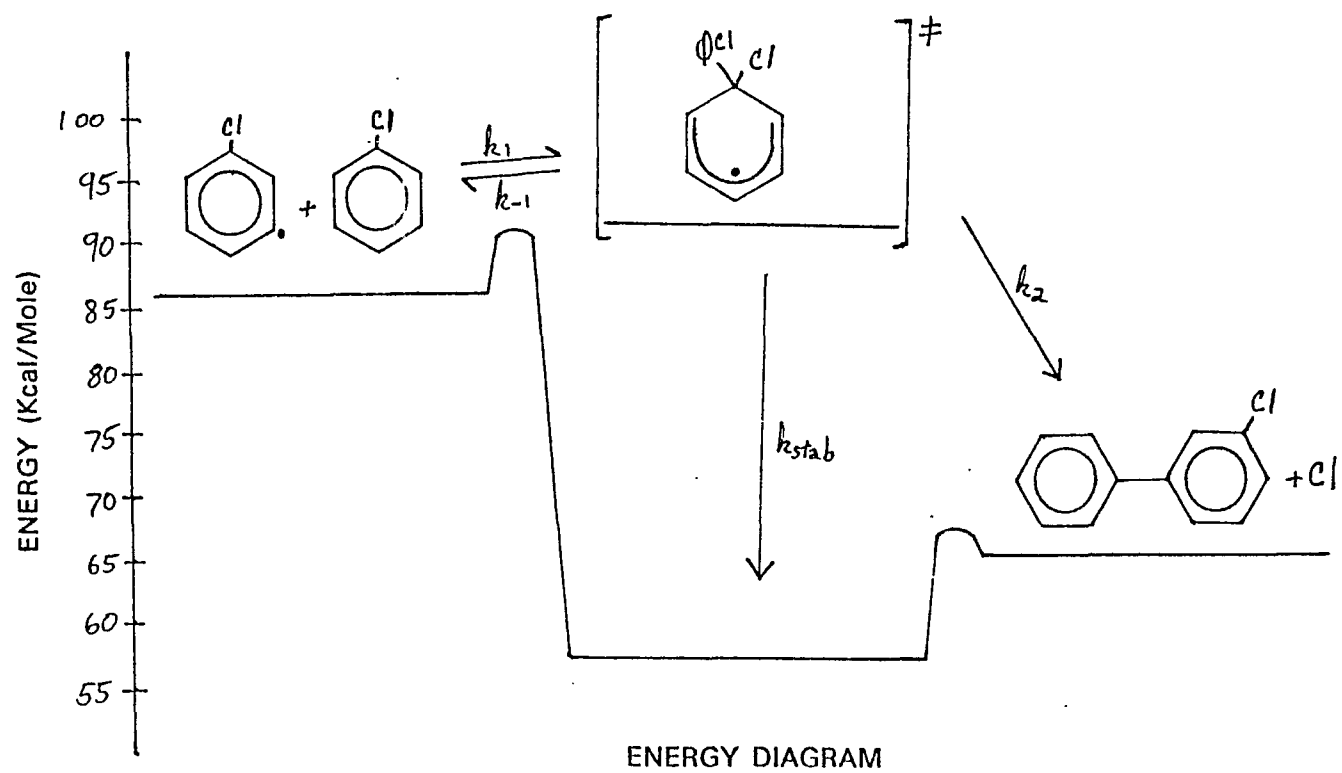 ΦCl Cl ≠
100 Cl Cl
k1
95 + k-1
90
k2
85
80
Cl
75 kstab
+Cl
70
65
60
55
ENERGY (Kcal/Mole)
ENERGY DIAGRAM